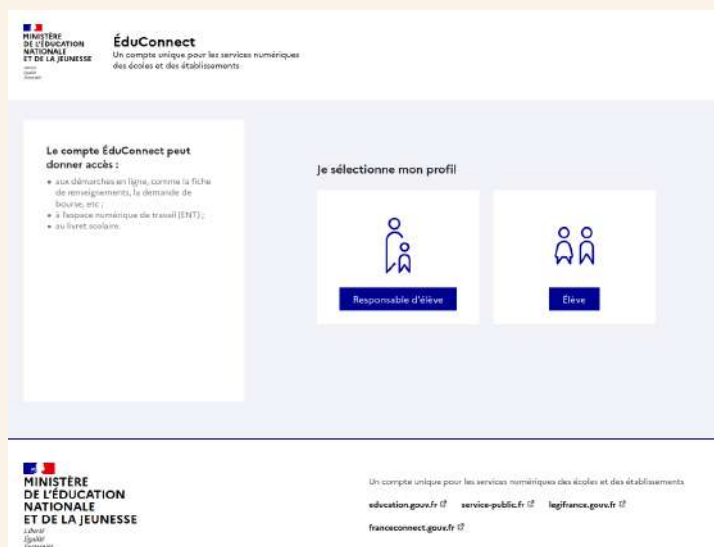 MINISTÈRE
DE L'ÉDUCATION
NATIONALE
ET DE LA JEUNESSE
ÉduConnect
Un compte unique pour les services numériques
des écoles et des établissements
Le compte ÉduConnect peut
donner accès :
aux démarches en ligne, comme la fiche
de renseignements, la demande de
bourse, etc ;
à l'espace numérique de travail (ENT) ;
au livret scolaire.
Je sélectionne mon profil
Responsable d'élève
Élève
MINISTÈRE
DE L'ÉDUCATION
NATIONALE
ET DE LA JEUNESSE
Liberté
Égalité
Fraternité
Un compte unique pour les services numériques des écoles et des établissements
education.gouv.fr service-public.fr legifrance.gouv.fr
franceconnect.gouv.fr